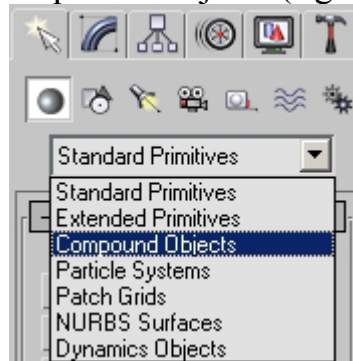 Standard Primitives
Standard Primitives
Extended Primitives
Compound Objects
Particle Systems
Patch Grids
NURBS Surfaces
Dynamics Objects